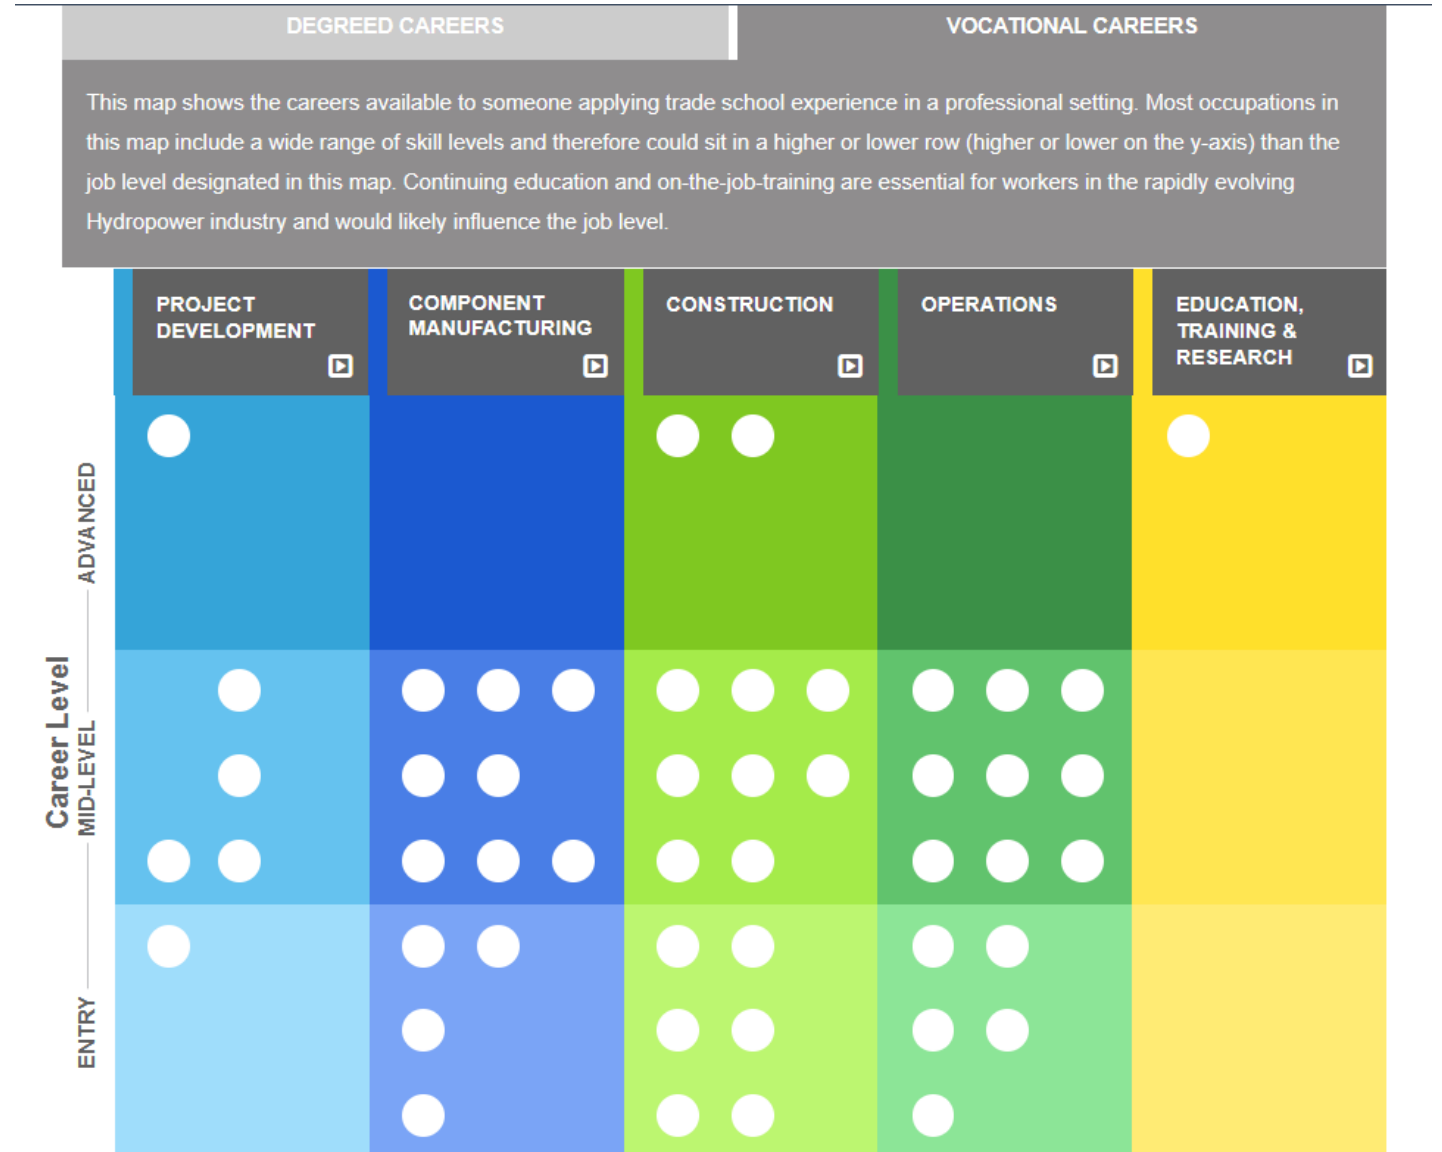 DEGREED CAREERS
VOCATIONAL CAREERS
This map shows the careers available to someone applying trade school experience in a professional setting. Most occupations in
this map include a wide range of skill levels and therefore could sit in a higher or lower row (higher or lower on the y-axis) than the
job level designated in this map. Continuing education and on-the-job-training are essential for workers in the rapidly evolving
Hydropower industry and would likely influence the job level.
PROJECT
DEVELOPMENT
COMPONENT
MANUFACTURING
CONSTRUCTION
OPERATIONS
EDUCATION,
TRAINING &
RESEARCH
Career Level
ADVANCED
MID-LEVEL
ENTRY